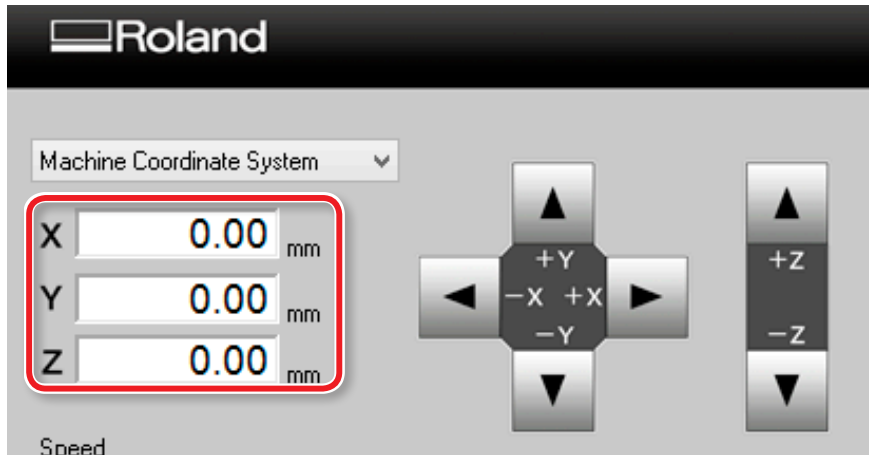 Roland
Machine Coordinate System
X 0.00 mm
Y 0.00 mm
Z 0.00 mm
+Y
-X +X
-Y
+Z
-Z
Speed